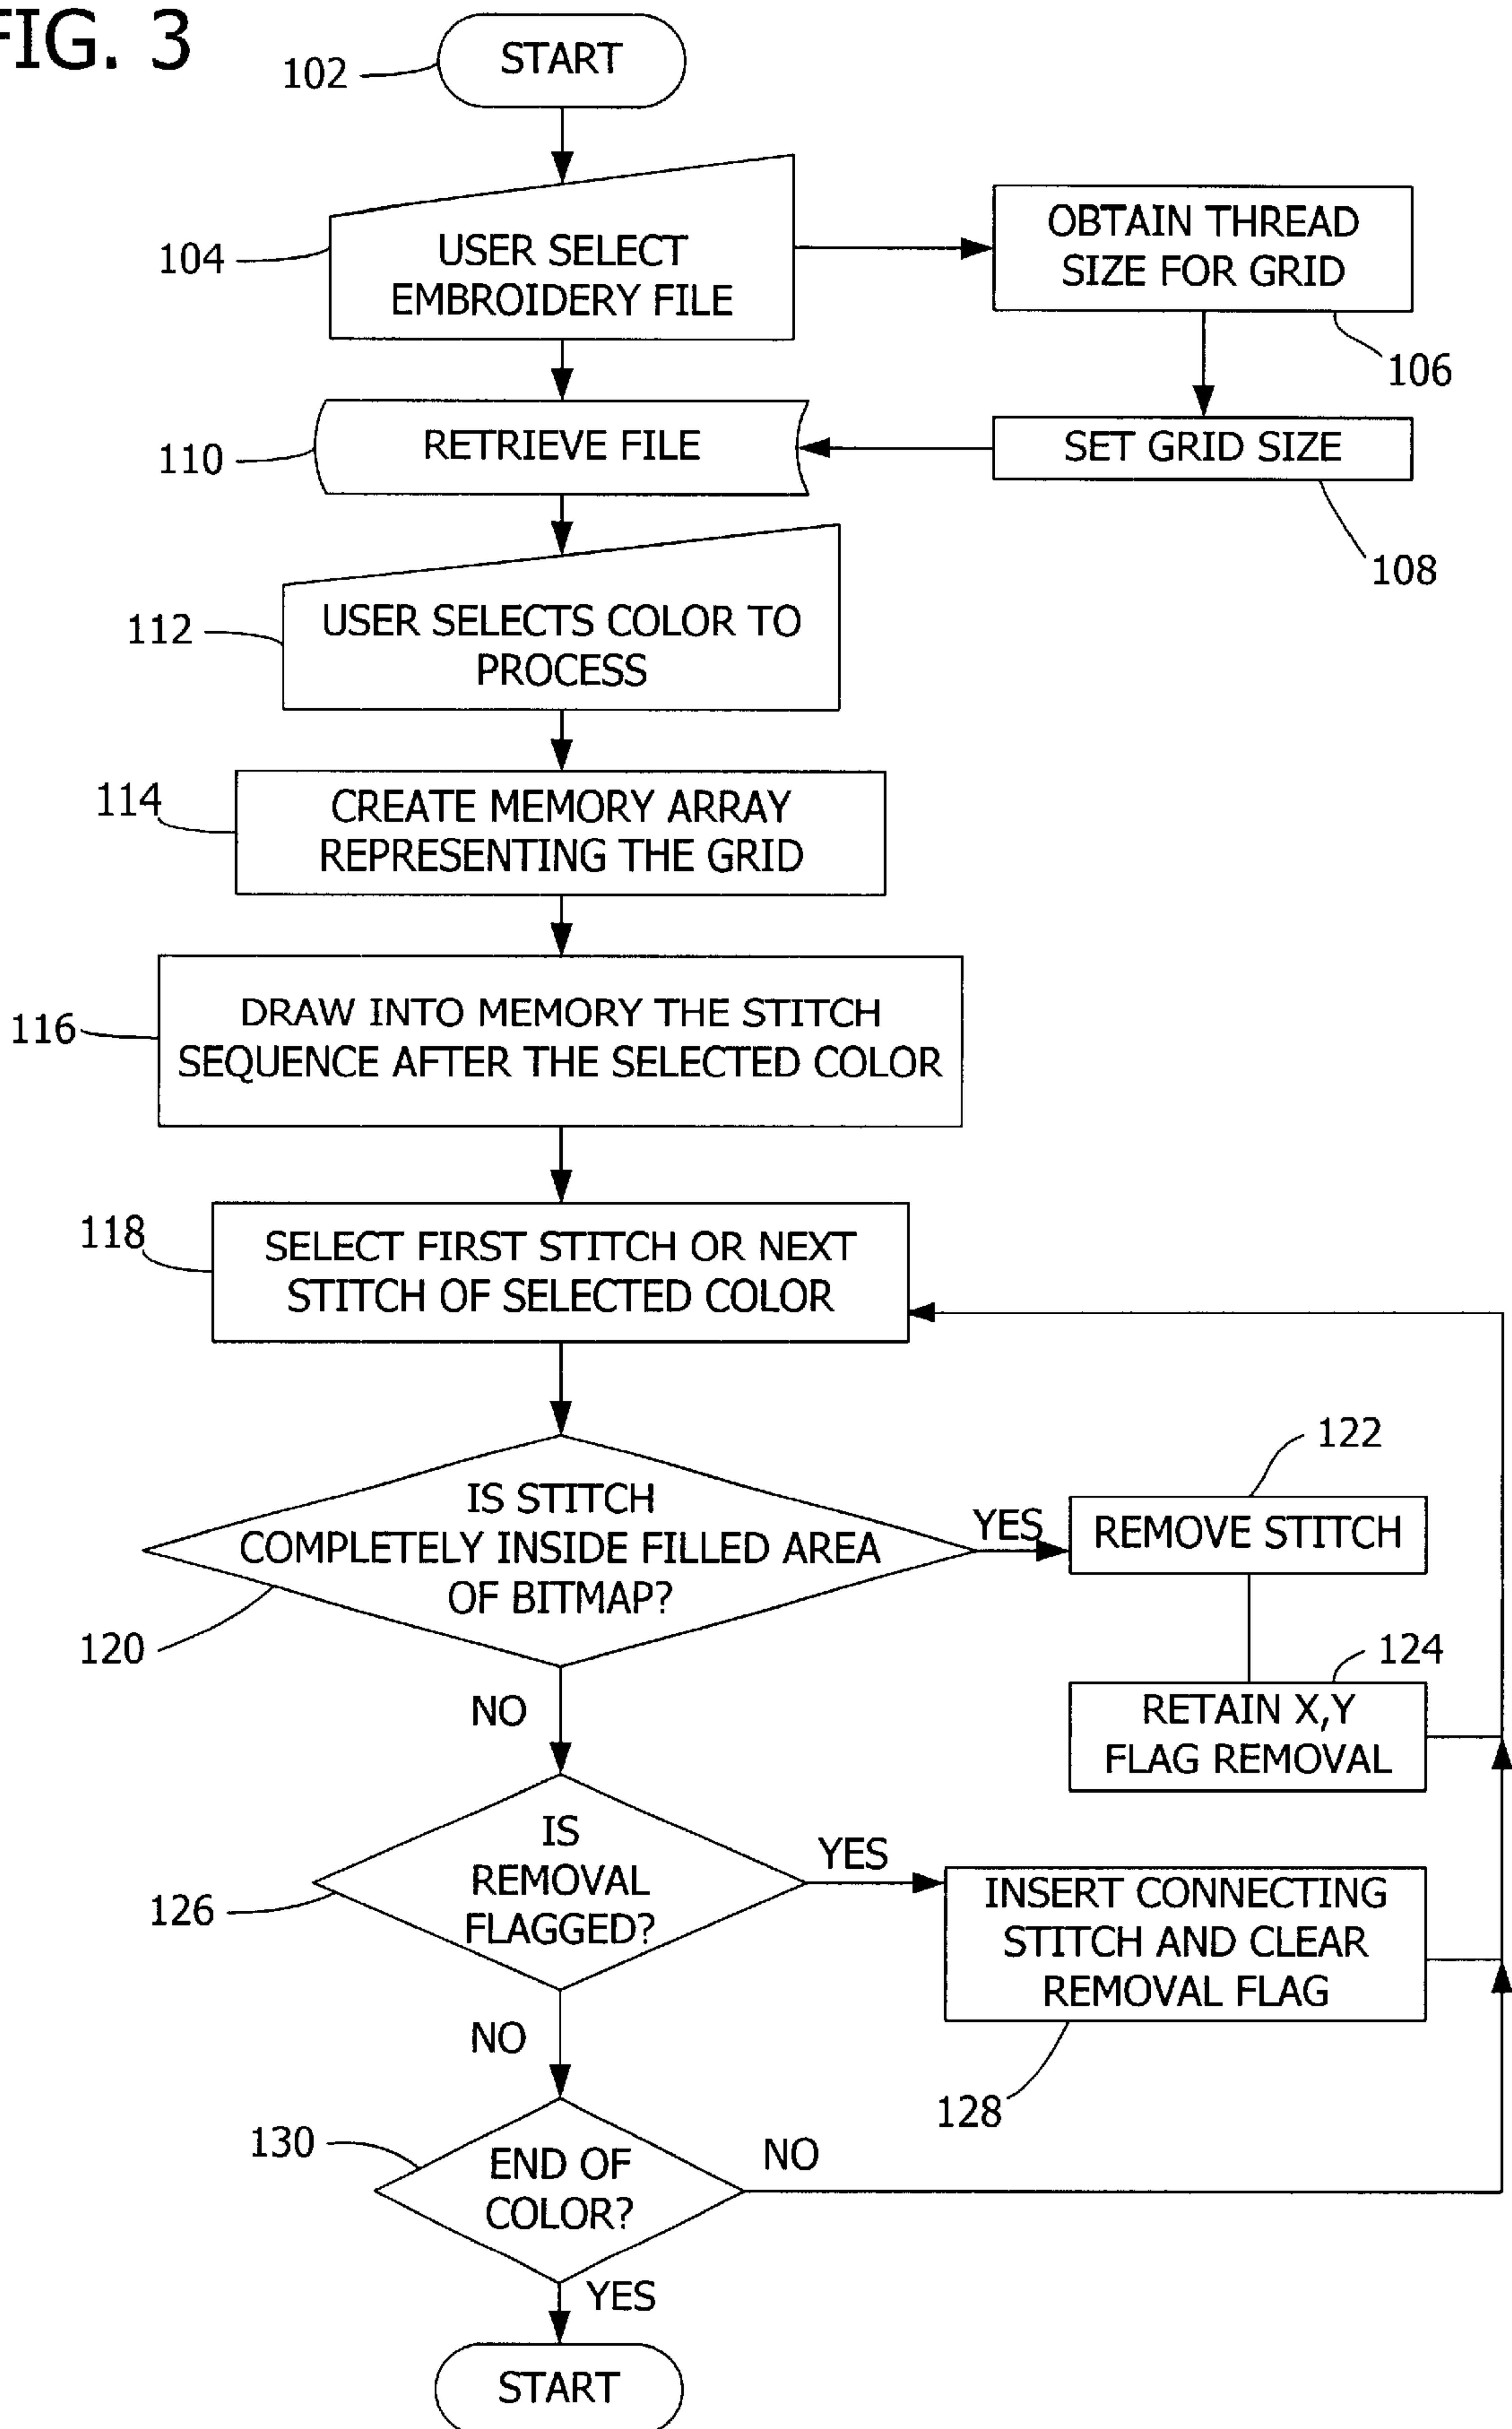 FIG. 3
102
START
104
USER SELECT
EMBROIDERY FILE
OBTAIN THREAD
SIZE FOR GRID
106
110
RETRIEVE FILE
SET GRID SIZE
108
112
USER SELECTS COLOR TO
PROCESS
114
CREATE MEMORY ARRAY
REPRESENTING THE GRID
116
DRAW INTO MEMORY THE STITCH
SEQUENCE AFTER THE SELECTED COLOR
118
SELECT FIRST STITCH OR NEXT
STITCH OF SELECTED COLOR
120
IS STITCH
COMPLETELY INSIDE FILLED AREA
OF BITMAP?
YES
122
REMOVE STITCH
124
RETAIN X,Y
FLAG REMOVAL
NO
126
IS
REMOVAL
FLAGGED?
YES
INSERT CONNECTING
STITCH AND CLEAR
REMOVAL FLAG
128
NO
130
END OF
COLOR?
NO
YES
START